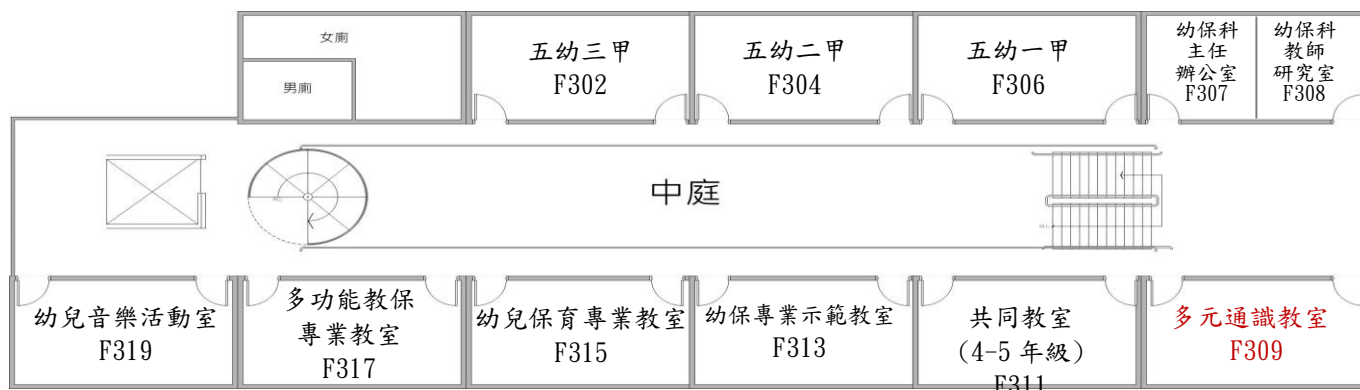 女廁
男廁
五幼三甲
F302
五幼二甲
F304
五幼一甲
F306
幼保科
主任
辦公室
F307
幼保科
教師
研究室
F308
中庭
幼兒音樂活動室
F319
多功能教保
專業教室
F317
幼兒保育專業教室
F315
幼保專業示範教室
F313
共同教室
(4-5 年級)
F311
多元通識教室
F309